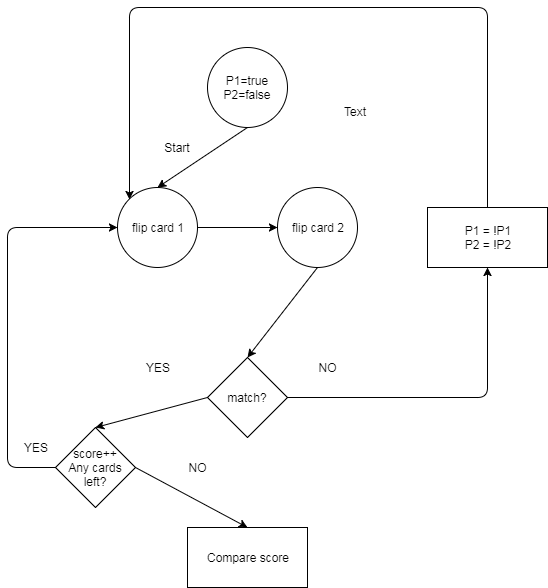 P1=true
P2=false
Text
Start
flip card 1
flip card 2
P1 = !P1
P2 = !P2
YES
NO
match?
YES
score++
Any cards
left?
NO
Compare score